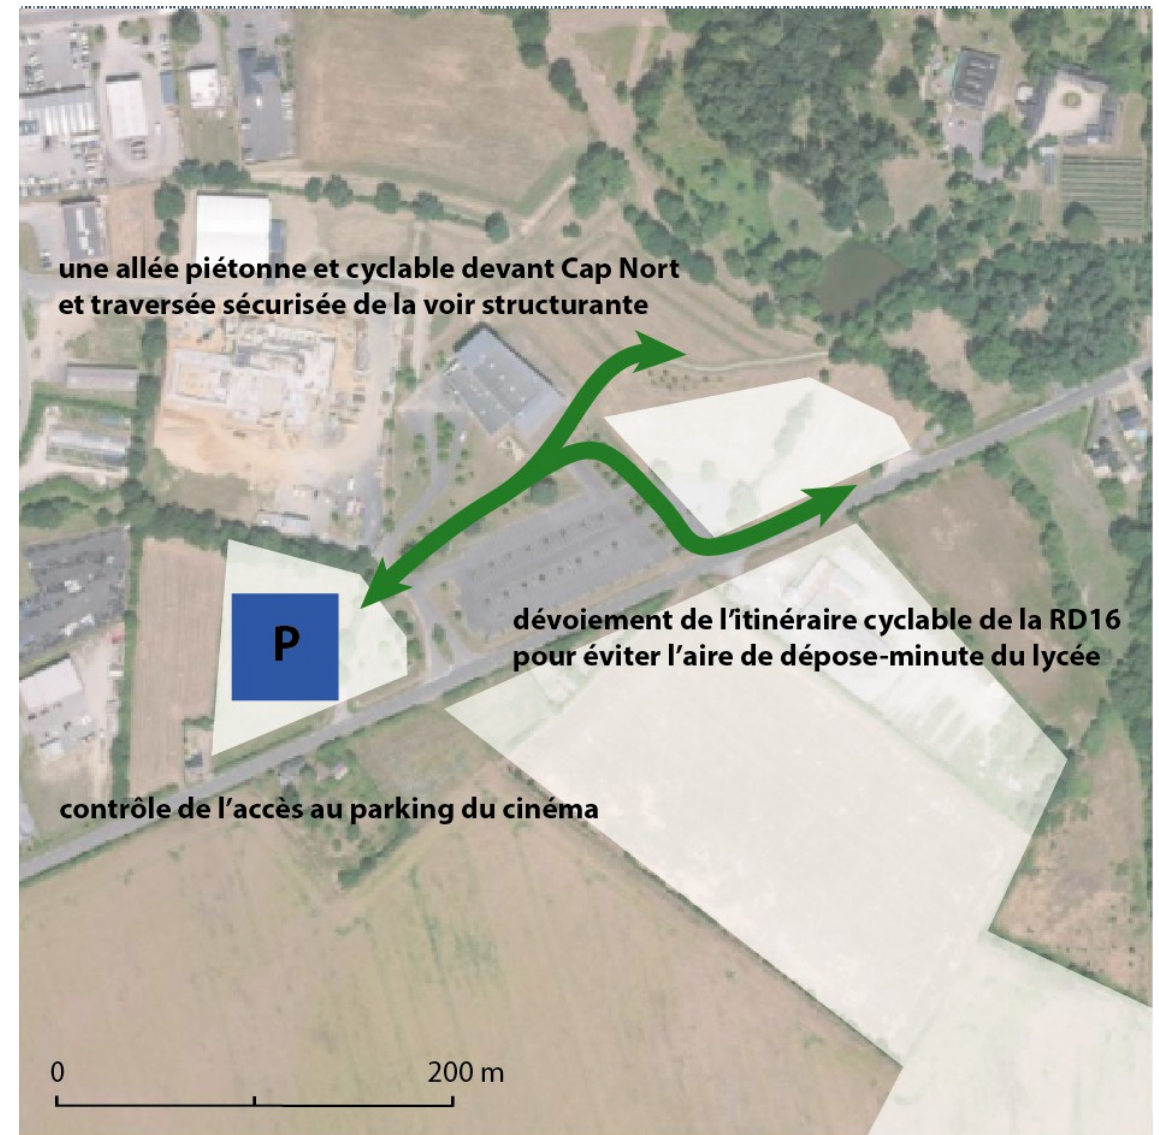 une allée piétonne et cyclable devant Cap Nort
et traversée sécurisée de la voir structurante
P
dévoiement de l'itinéraire cyclable de la RD16
pour éviter l'aire de dépose-minute du lycée
contrôle de l'accès au parking du cinéma
0 200 m